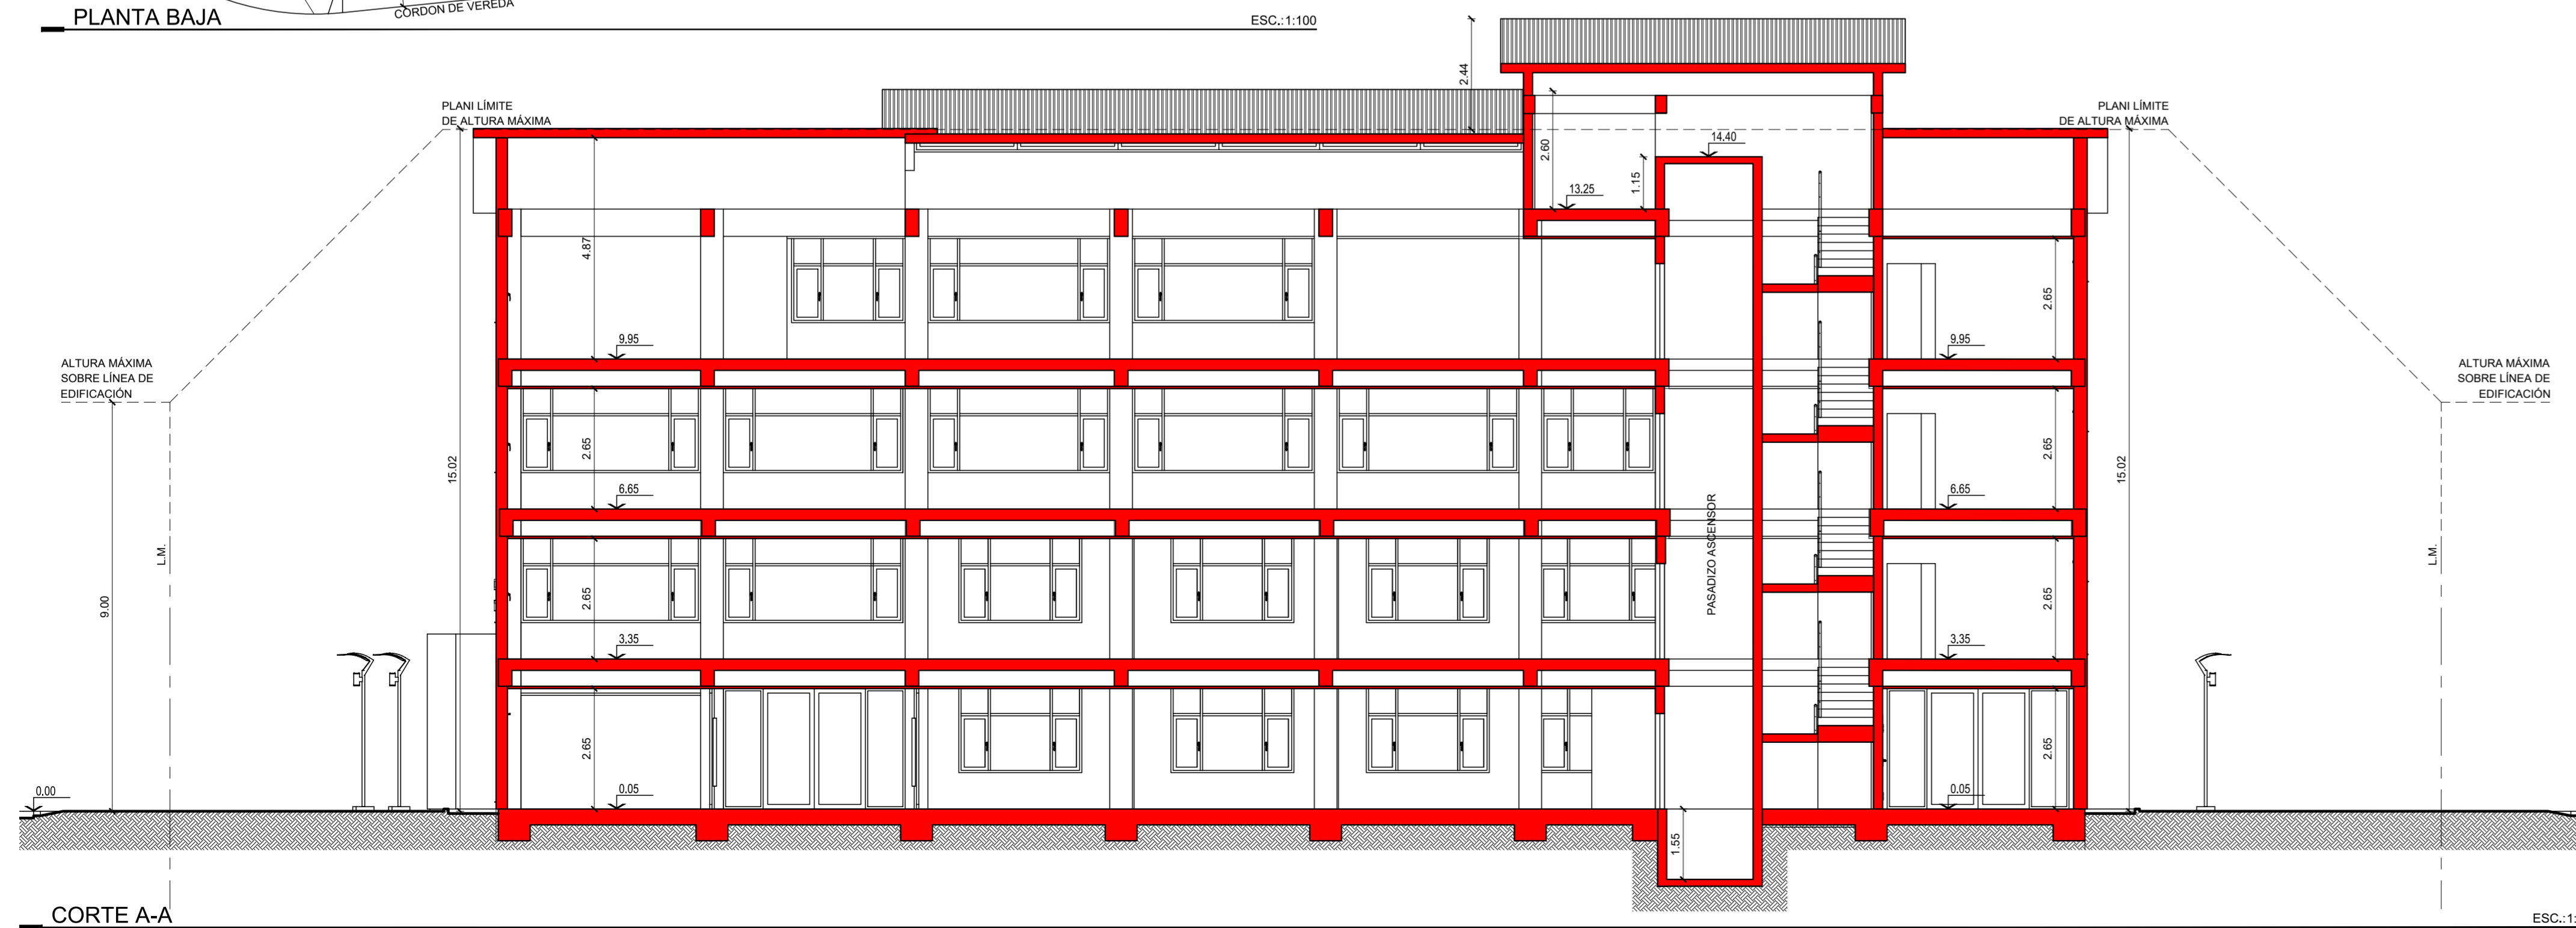 CORDON DE VEREDA
PLANTA BAJA
ESC.:1:100
2.44
PLANI LÍMITE
DE ALTURA MÁXIMA
PLANI LÍMITE
DE ALTURA MÁXIMA
14.40
2.60
1.15
13.25
4.87
2.65
9.95
9.95
ALTURA MÁXIMA
SOBRE LÍNEA DE
EDIFICACIÓN
ALTURA MÁXIMA
SOBRE LÍNEA DE
EDIFICACIÓN
15.02
2.65
2.65
15.02
6.65
6.65
L.M.
PASADIZO ASCENSOR
L.M.
9.00
2.65
2.65
3.35
3.35
2.65
2.65
0.00
0.05
0.05
1.55
CORTE A-A
ESC.:1: